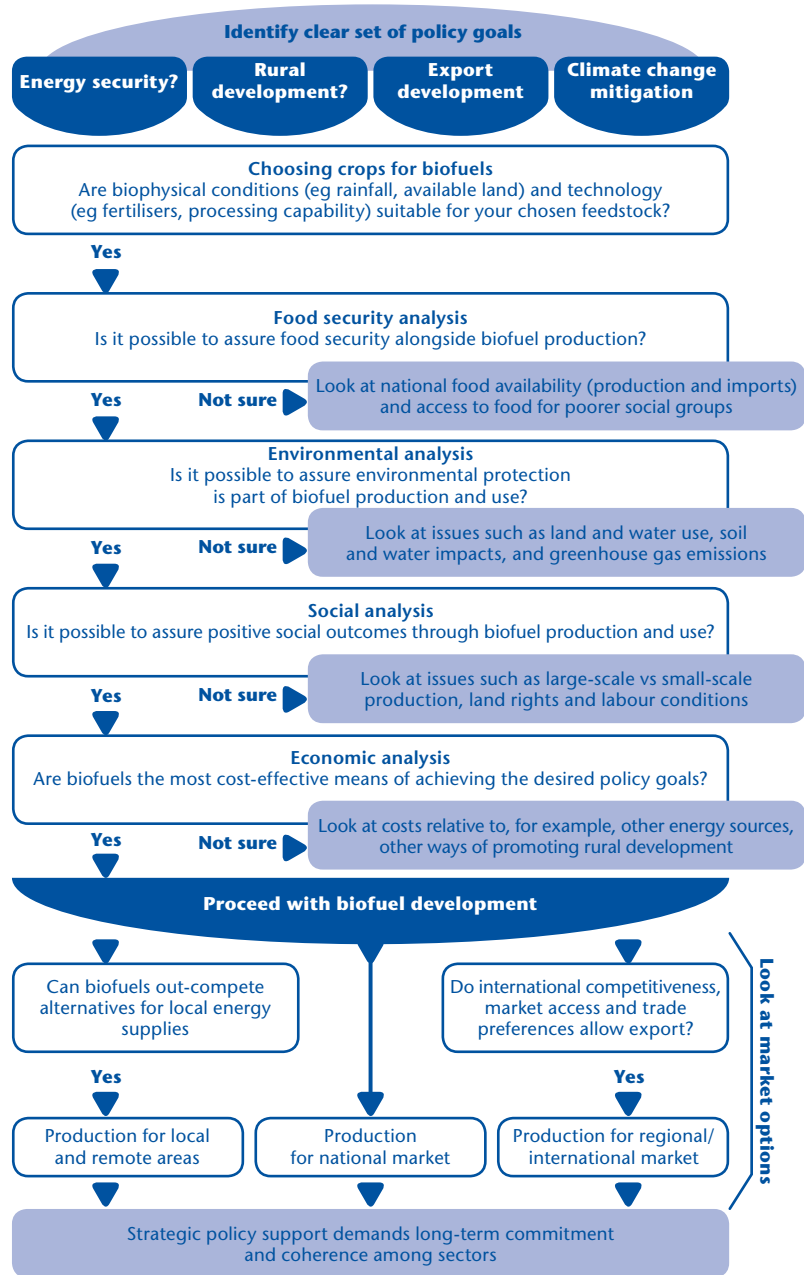 Identify clear set of policy goals
Energy security?
Rural
development?
Export
development
Climate change
mitigation
Choosing crops for biofuels
Are biophysical conditions (eg rainfall, available land) and technology
(eg fertilisers, processing capability) suitable for your chosen feedstock?
Yes
Food security analysis
Is it possible to assure food security alongside biofuel production?
Yes
Not sure
Look at national food availability (production and imports)
and access to food for poorer social groups
Environmental analysis
Is it possible to assure environmental protection
is part of biofuel production and use?
Yes
Not sure
Look at issues such as land and water use, soil
and water impacts, and greenhouse gas emissions
Social analysis
Is it possible to assure positive social outcomes through biofuel production and use?
Yes
Not sure
Look at issues such as large-scale vs small-scale
production, land rights and labour conditions
Economic analysis
Are biofuels the most cost-effective means of achieving the desired policy goals?
Yes
Not sure
Look at costs relative to, for example, other energy sources,
other ways of promoting rural development
Proceed with biofuel development
Can biofuels out-compete
alternatives for local energy
supplies
Do international competitiveness,
market access and trade
preferences allow export?
Look at market options
Yes
Yes
Production for local
and remote areas
Production
for national market
Production for regional/
international market
Strategic policy support demands long-term commitment
and coherence among sectors